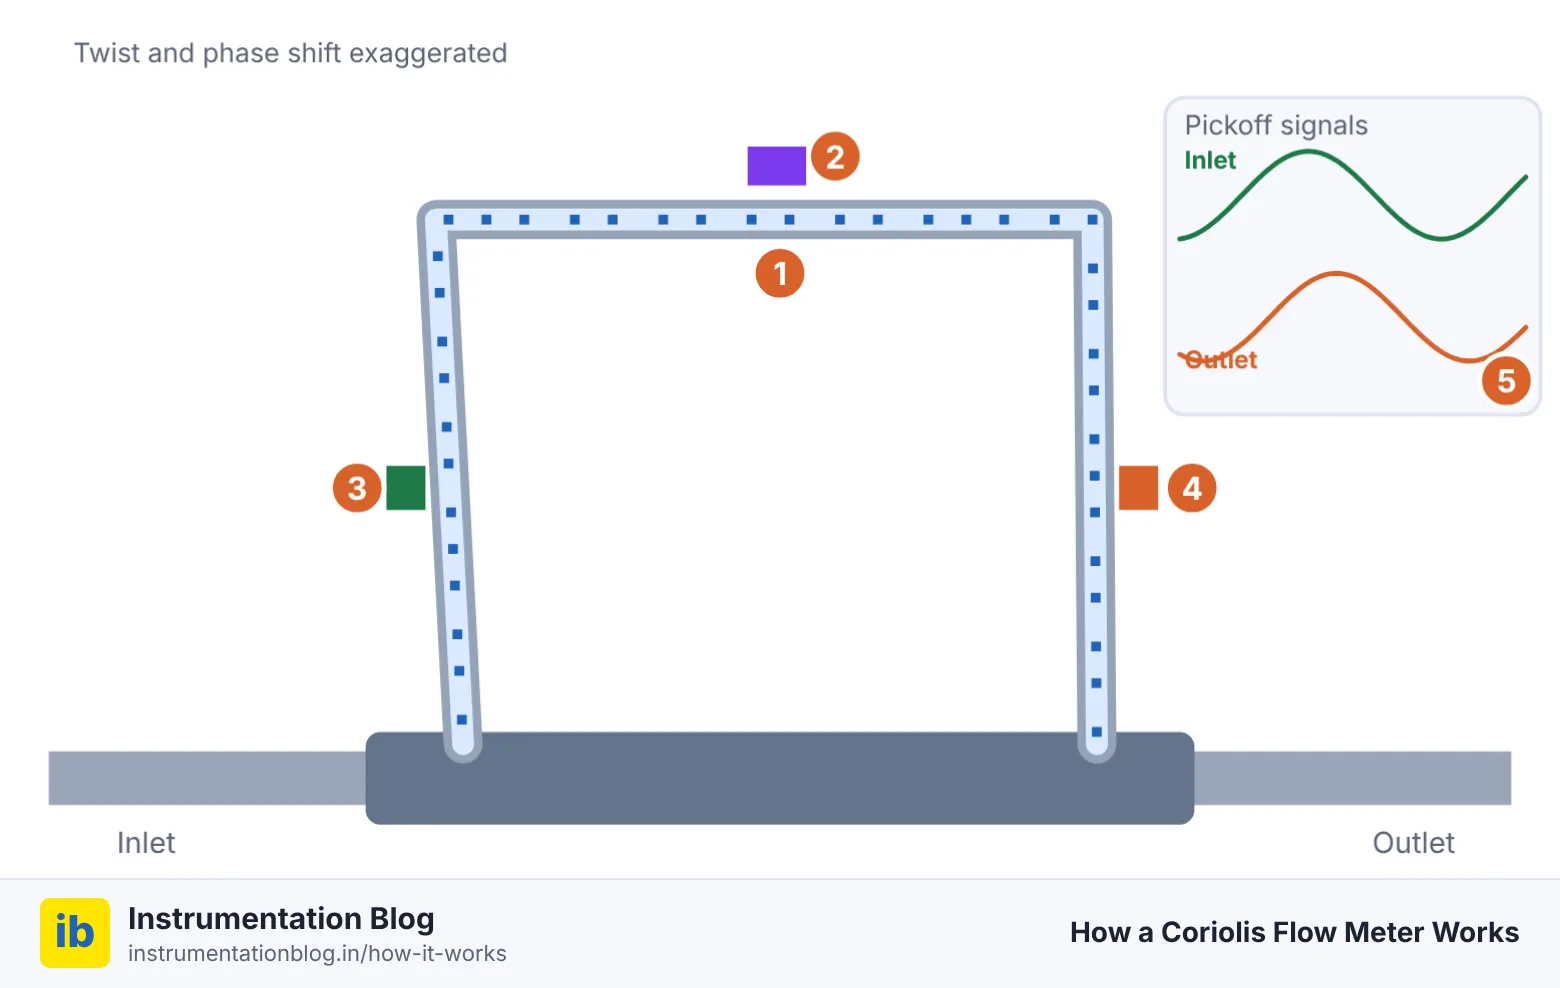 Twist and phase shift exaggerated
Pickoff signals
Inlet
2
1
Outlet
5
3
4
Inlet
Outlet
ib
Instrumentation Blog
instrumentationblog.in/how-it-works
How a Coriolis Flow Meter Works